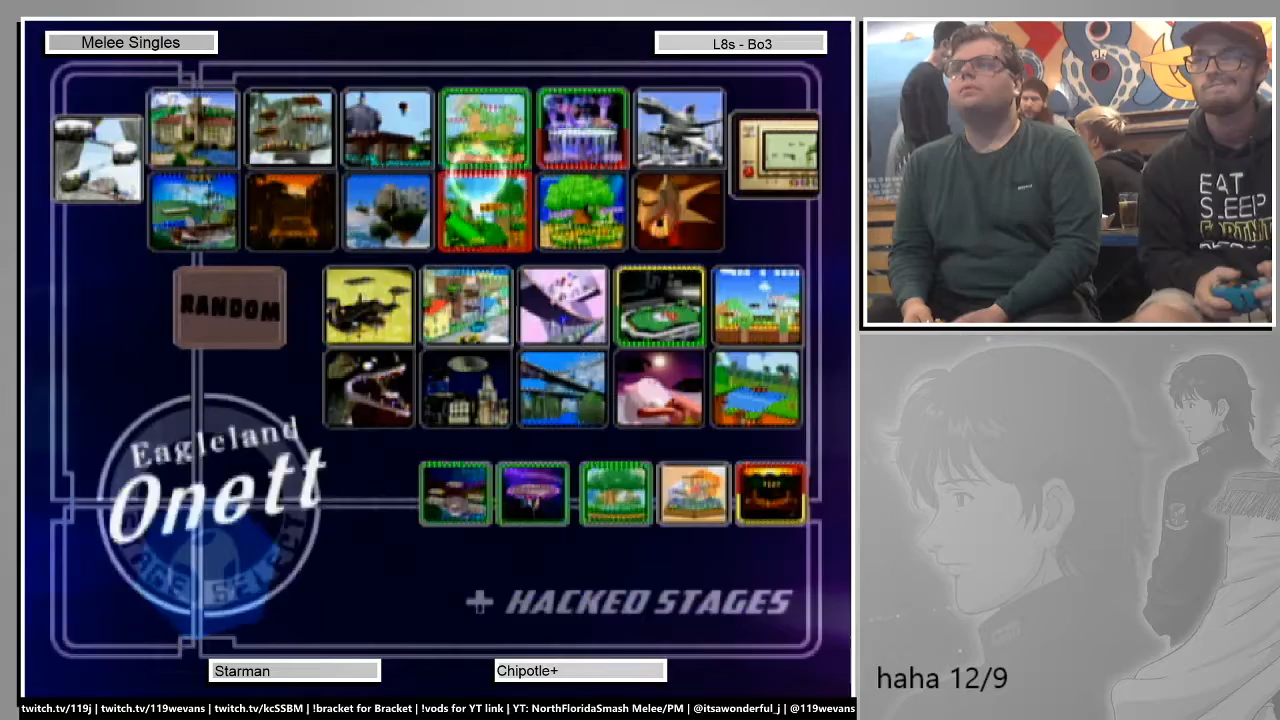 Melee Singles
L8s - Bo3
RANDOM
Eagleland
Onett
+ HACKED STAGES
Starman
Chipotle+
EAT
SLEEP
haha 12/9
twitch.tv/119j | twitch.tv/119wevans | twitch.tv/kcSSBM | !bracket for Bracket | !vods for YT link | YT: NorthFloridaSmash Melee/PM | @itsawonderful_j | @119wevans